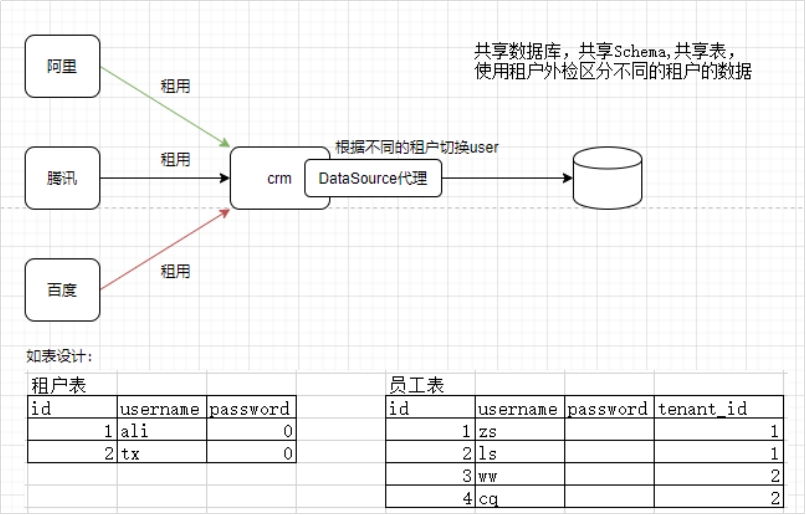 阿里
共享数据库，共享Schema,共享表，
使用租户外检区分不同的租户的数据
租用
腾讯
租用
根据不同的租户切换user
crm
DataSource代理
百度
租用
如表设计：
租户表
id username password
1 ali 0
2 tx 0
员工表
id username password tenant_id
1 zs 1
2 ls 1
3 ww 2
4 cq 2